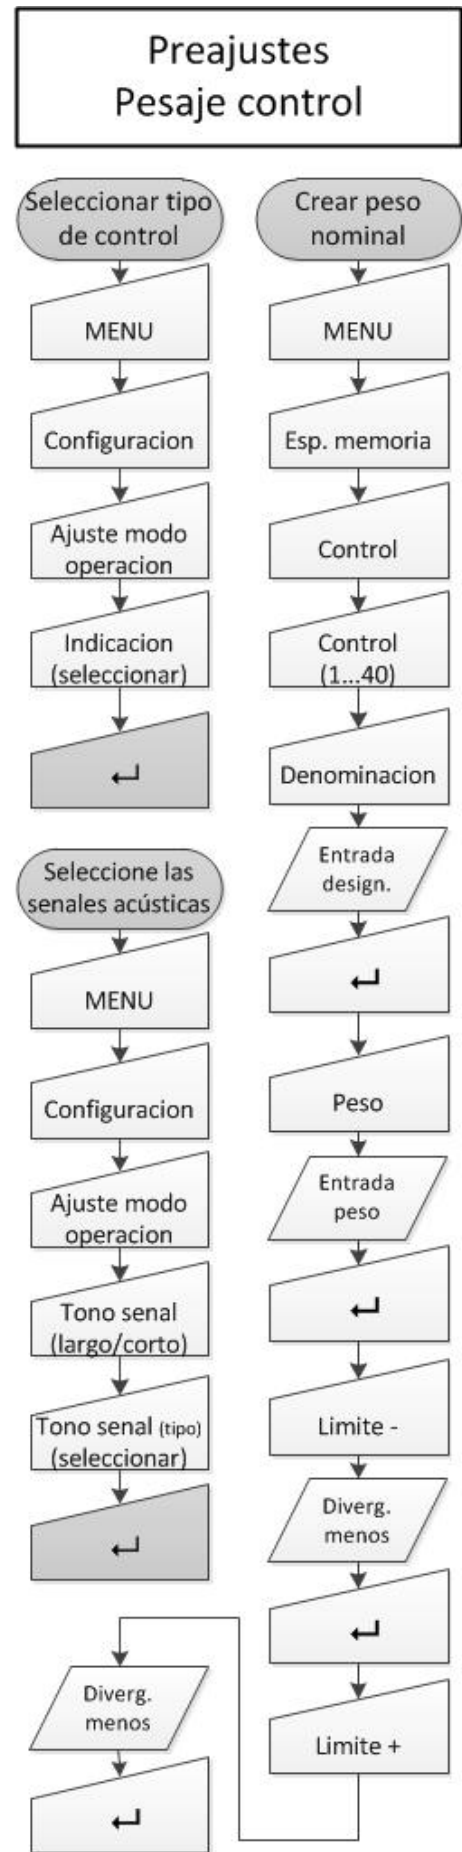 Preajustes
Pesaje control
Seleccionar tipo
de control
MENU
Configuracion
Ajuste modo
operacion
Indicacion
(seleccionar)
↵
Seleccione las
senales acústicas
MENU
Configuracion
Ajuste modo
operacion
Tono senal
(largo/corto)
Tono senal (tipo)
(seleccionar)
↵
Crear peso
nominal
MENU
Esp. memoria
Control
Control
(1...40)
Denominacion
Entrada
design.
↵
Peso
Entrada
peso
↵
Limite -
Diverg.
menos
↵
Limite +
Diverg.
menos
↵